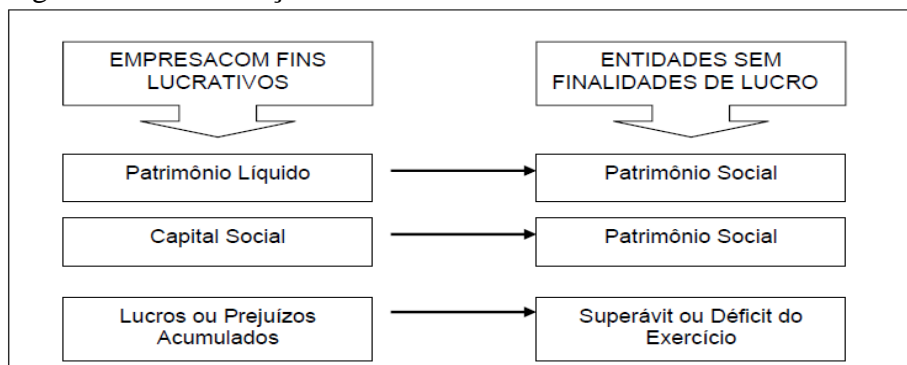 EMPRESACOM FINS
LUCRATIVOS
ENTIDADES SEM
FINALIDADES DE LUCRO
Patrimônio Líquido
Patrimônio Social
Capital Social
Patrimônio Social
Lucros ou Prejuízos
Acumulados
Superávit ou Déficit do
Exercício